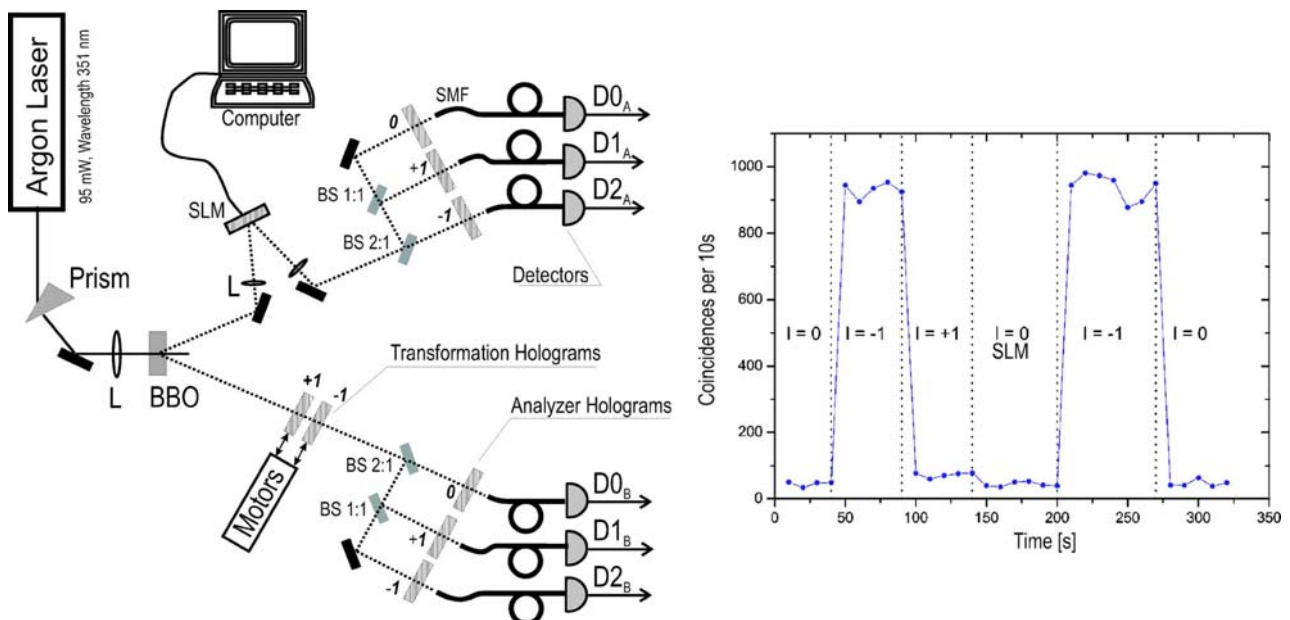 Argon Laser
95 mW, Wavelength 351 nm
Computer
SLM
Prism
L
L
BBO
SMF
0
+1
-1
BS 1:1
BS 2:1
D0A
D1A
D2A
Detectors
Transformation Holograms
+1
-1
Analyzer Holograms
Motors
BS 2:1
BS 1:1
0
+1
-1
D0B
D1B
D2B
Coincidences per 10s
1000
800
600
400
200
0
l = 0
l = -1
l = +1
l = 0
SLM
l = -1
l = 0
0 50 100 150 200 250 300 350
Time [s]